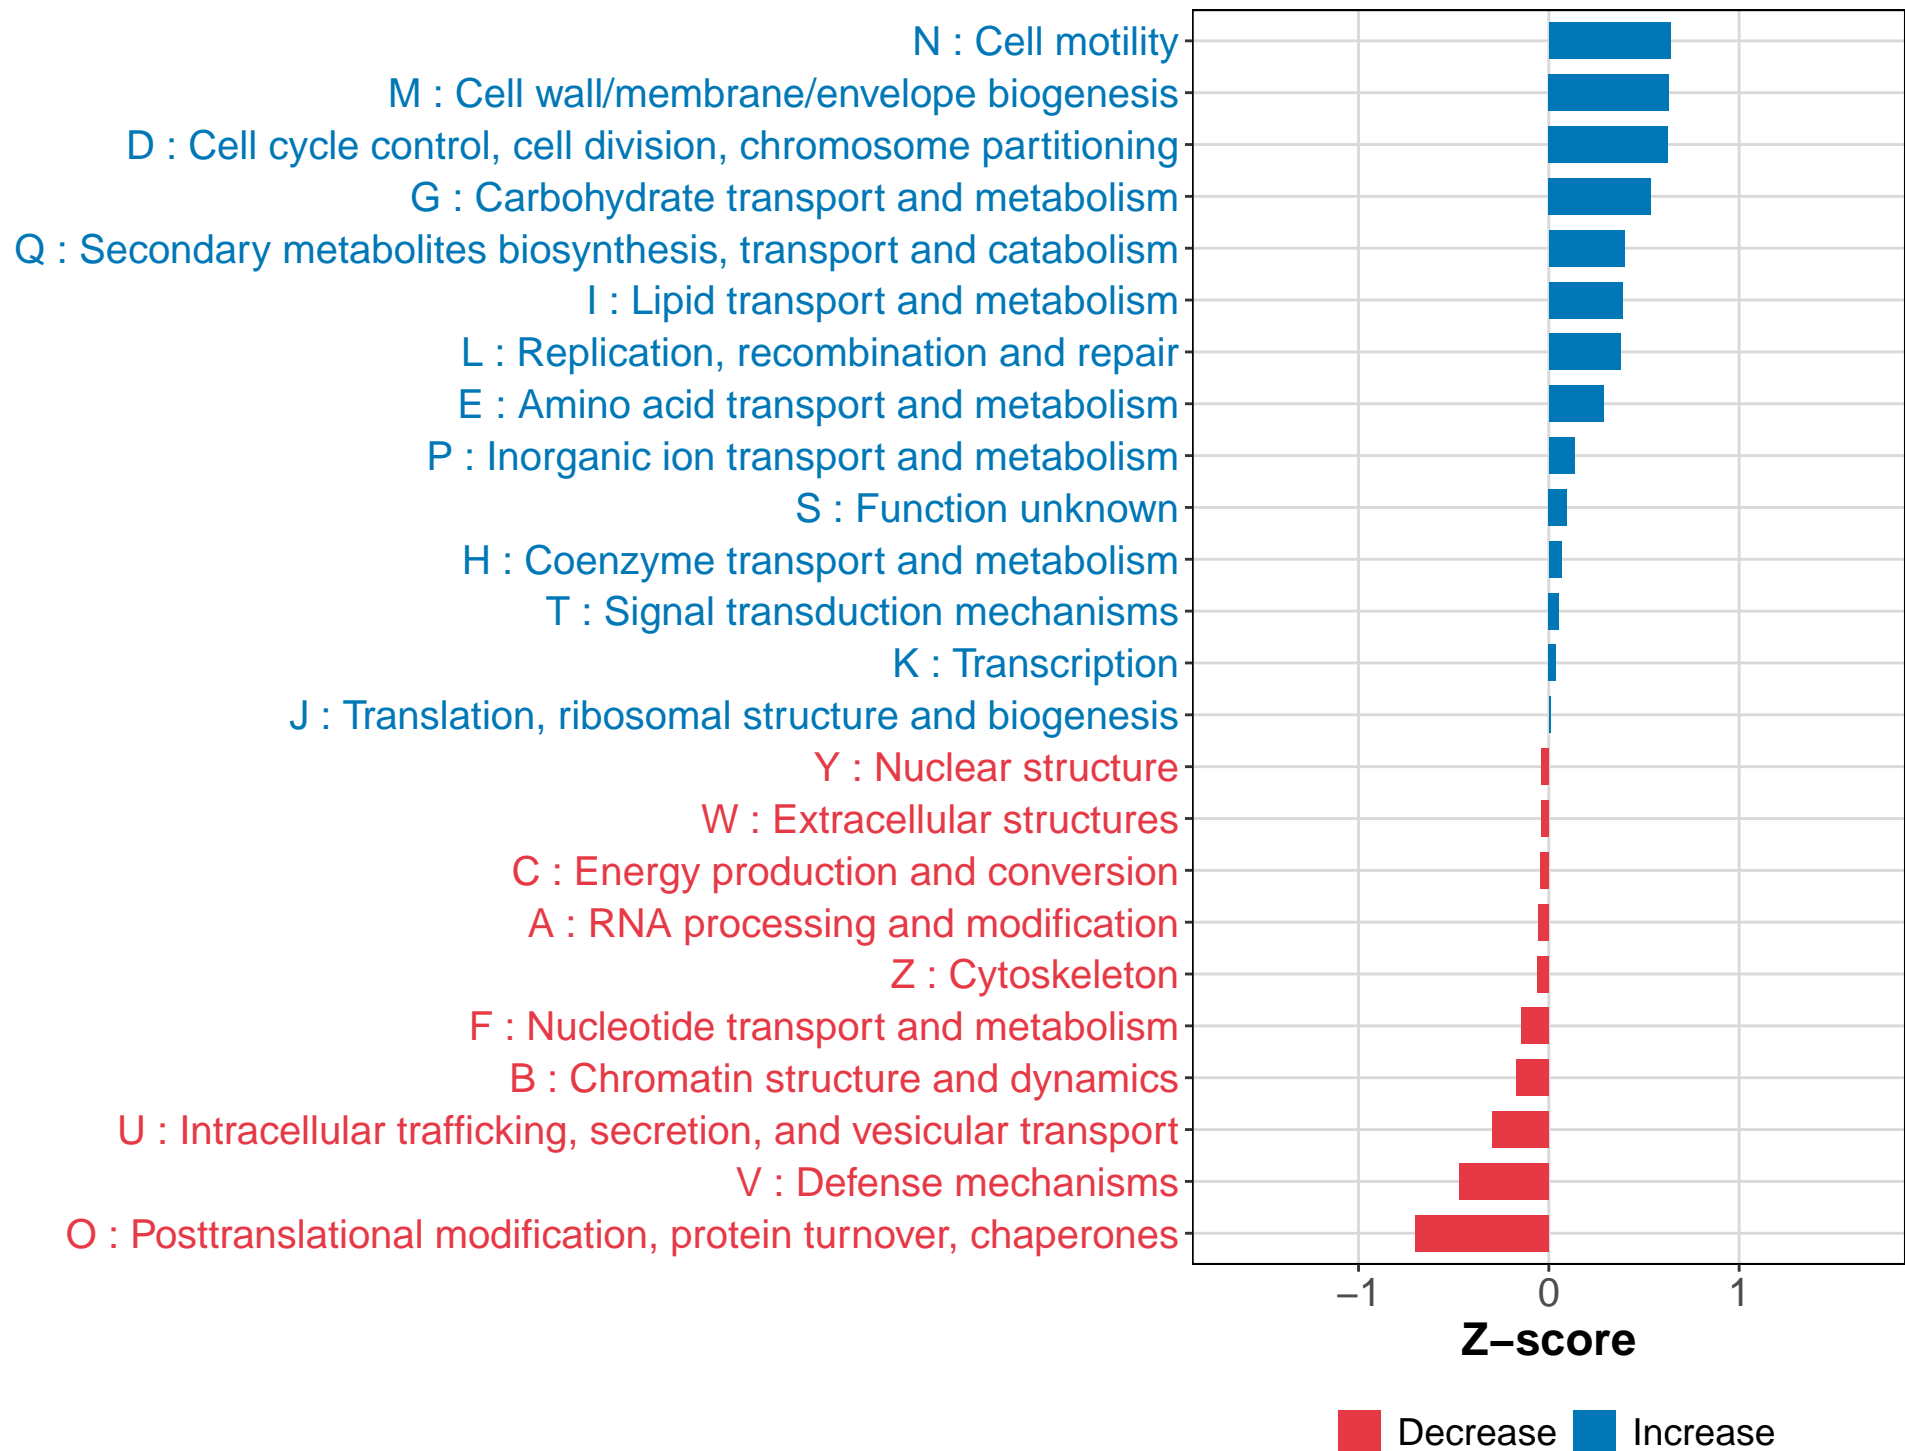 N : Cell motility
M : Cell wall/membrane/envelope biogenesis
D : Cell cycle control, cell division, chromosome partitioning
G : Carbohydrate transport and metabolism
Q : Secondary metabolites biosynthesis, transport and catabolism
I : Lipid transport and metabolism
L : Replication, recombination and repair
E : Amino acid transport and metabolism
P : Inorganic ion transport and metabolism
S : Function unknown
H : Coenzyme transport and metabolism
T : Signal transduction mechanisms
K : Transcription
J : Translation, ribosomal structure and biogenesis
Y : Nuclear structure
W : Extracellular structures
C : Energy production and conversion
A : RNA processing and modification
Z : Cytoskeleton
F : Nucleotide transport and metabolism
B : Chromatin structure and dynamics
U : Intracellular trafficking, secretion, and vesicular transport
V : Defense mechanisms
O : Posttranslational modification, protein turnover, chaperones
−1 0 1
Z−score
Decrease Increase